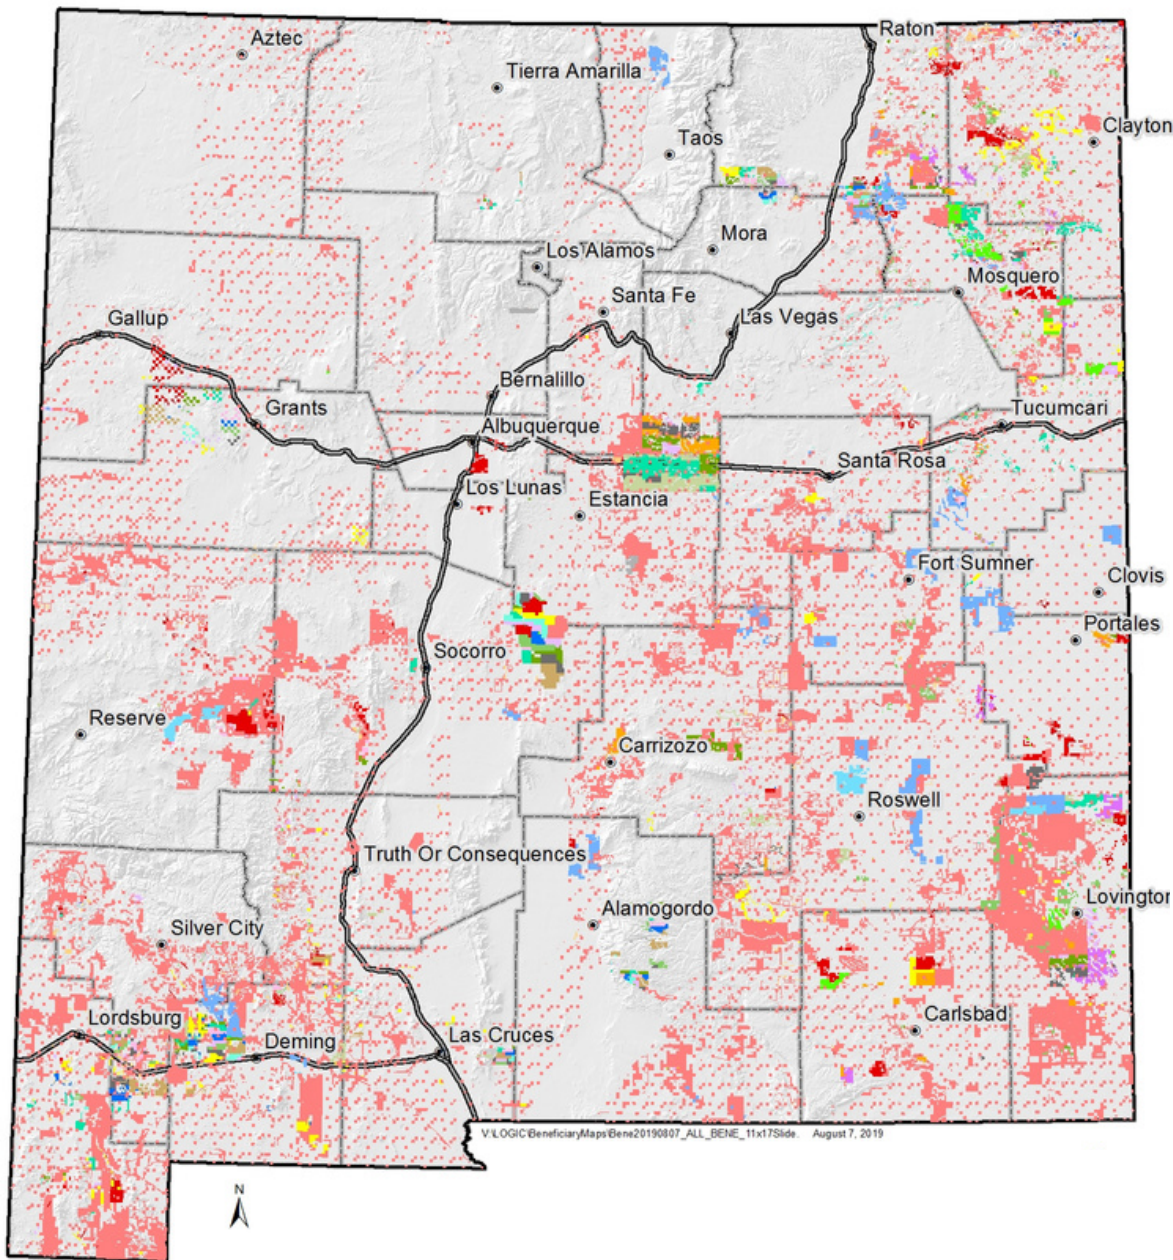 Raton
Aztec
Tierra Amarilla
Clayton
Taos
Mora
Los Alamos
Mosquero
Santa Fe
Gallup
Las Vegas
Bernalillo
Grants
Tucumcari
Albuquerque
Santa Rosa
Los Lunas
Estancia
Fort Sumner
Clovis
Portales
Socorro
Reserve
Carrizozo
Roswell
Truth Or Consequences
Lovington
Alamogordo
Silver City
Carlsbad
Lordsburg
Las Cruces
Deming
V:\LOGIC\BeneficiaryMaps\Bene20190807_ALL_BENE_11x17Slide. August 7, 2019
N